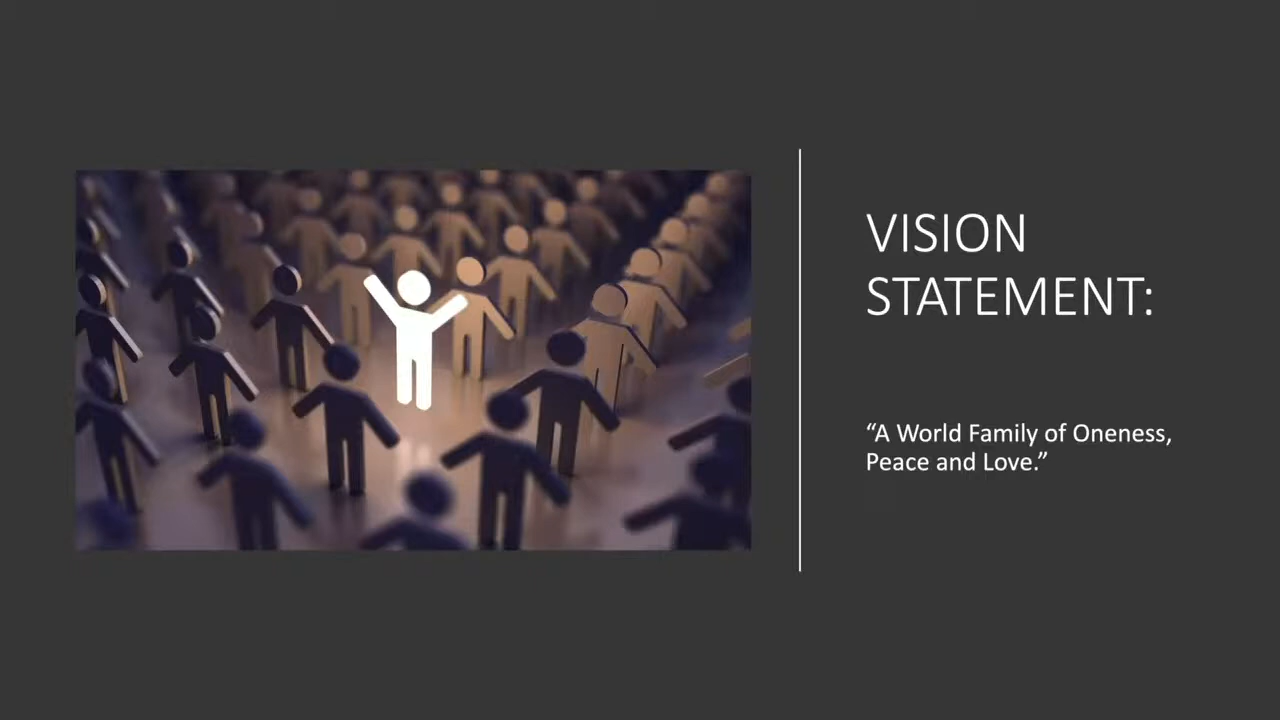 VISION
STATEMENT:
“A World Family of Oneness,
Peace and Love.”